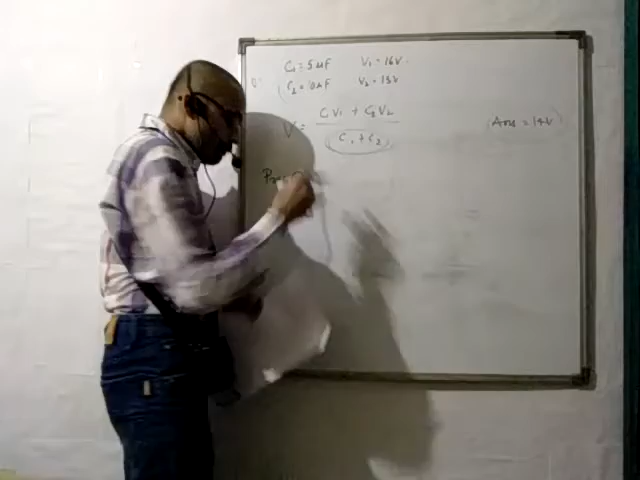 Q. C₁ = 5 μF V₁ = 16V
C₂ = 10 μF V₂ = 13V
V = C₁V₁ + C₂V₂ / C₁ + C₂
(Ans = 14V)